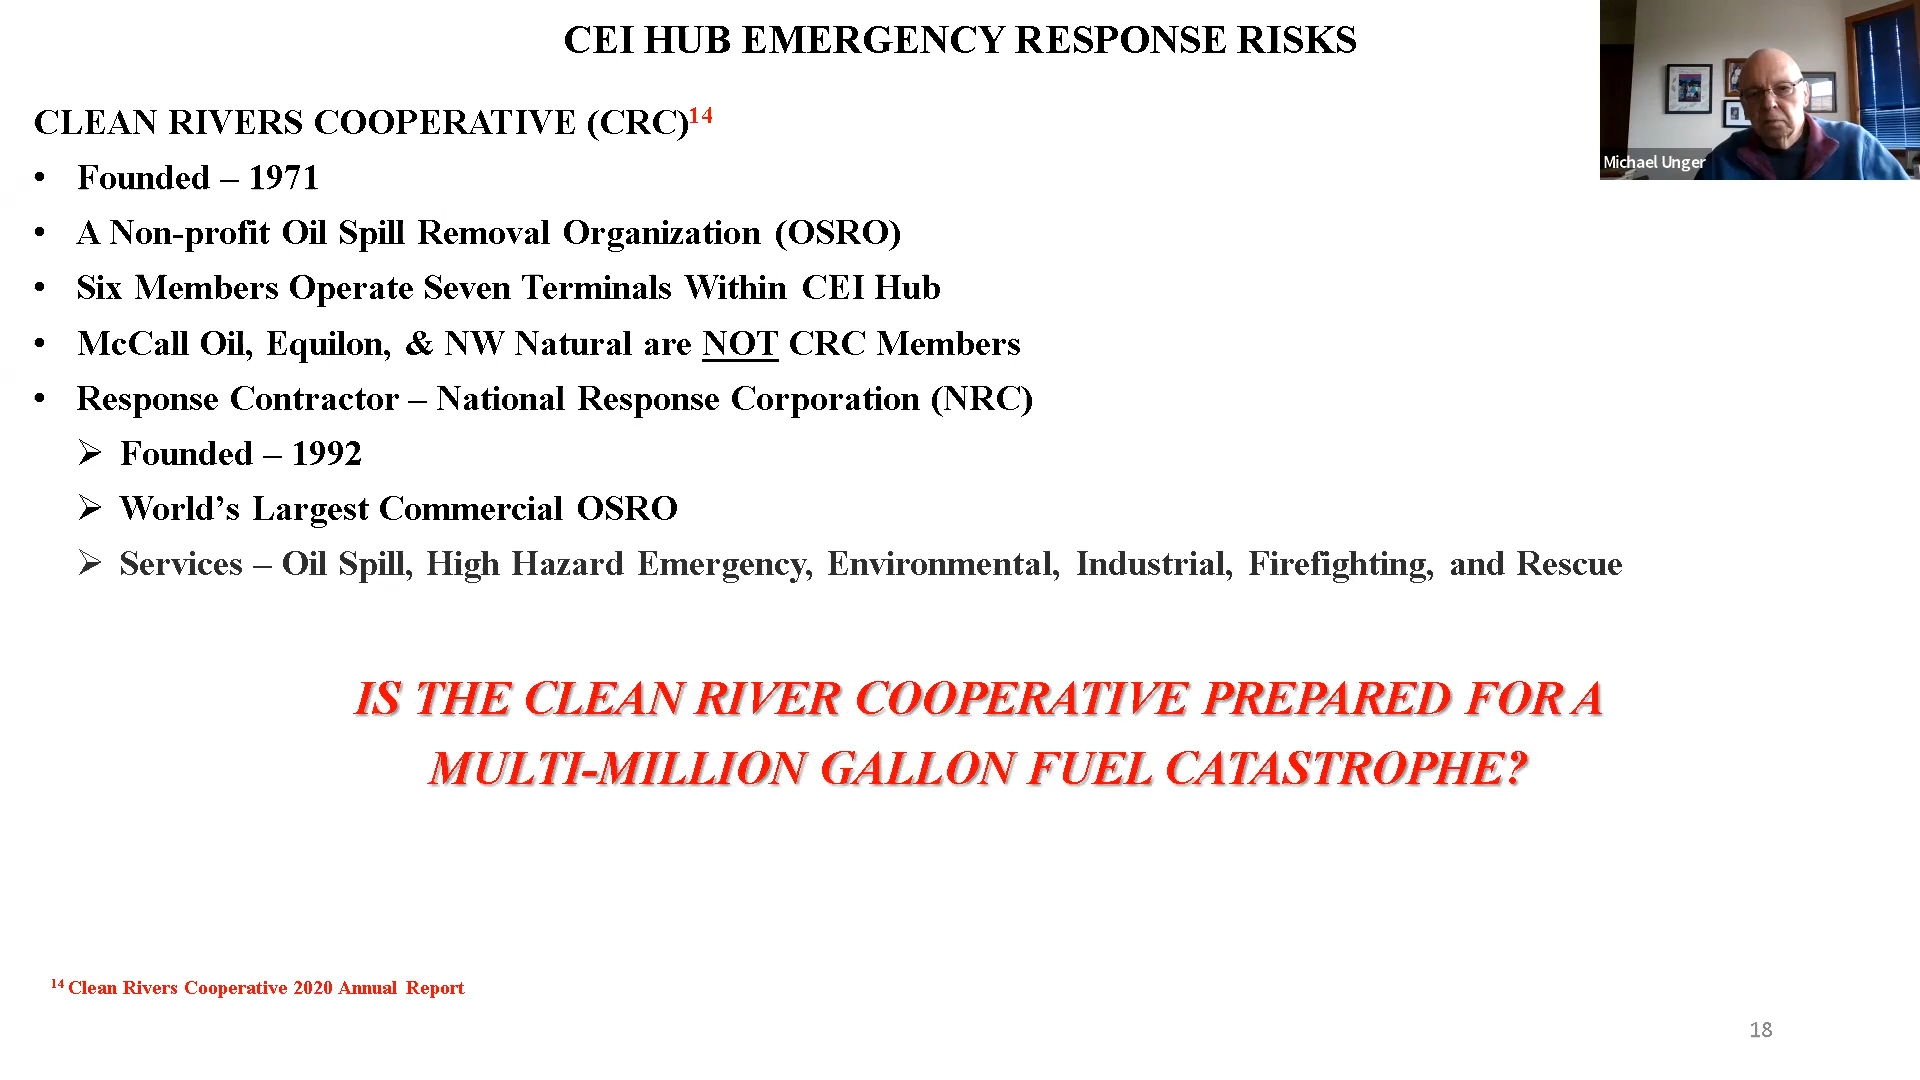 CEI HUB EMERGENCY RESPONSE RISKS
Michael Unger
CLEAN RIVERS COOPERATIVE (CRC)14
• Founded – 1971
• A Non-profit Oil Spill Removal Organization (OSRO)
• Six Members Operate Seven Terminals Within CEI Hub
• McCall Oil, Equilon, & NW Natural are NOT CRC Members
• Response Contractor – National Response Corporation (NRC)
➢ Founded – 1992
➢ World’s Largest Commercial OSRO
➢ Services – Oil Spill, High Hazard Emergency, Environmental, Industrial, Firefighting, and Rescue
IS THE CLEAN RIVER COOPERATIVE PREPARED FOR A
MULTI-MILLION GALLON FUEL CATASTROPHE?
14 Clean Rivers Cooperative 2020 Annual Report
18